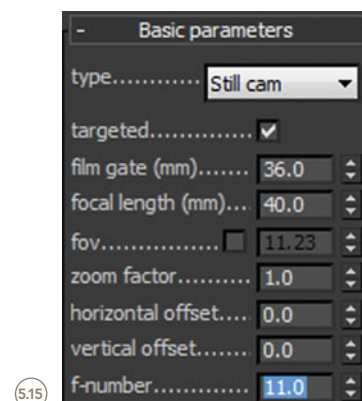 - Basic parameters
type............ Still cam
targeted..............
film gate (mm)....... 36.0
focal length (mm)... 40.0
fov................ 11.23
zoom factor.......... 1.0
horizontal offset.... 0.0
vertical offset....... 0.0
5.15 f-number............. 11.0